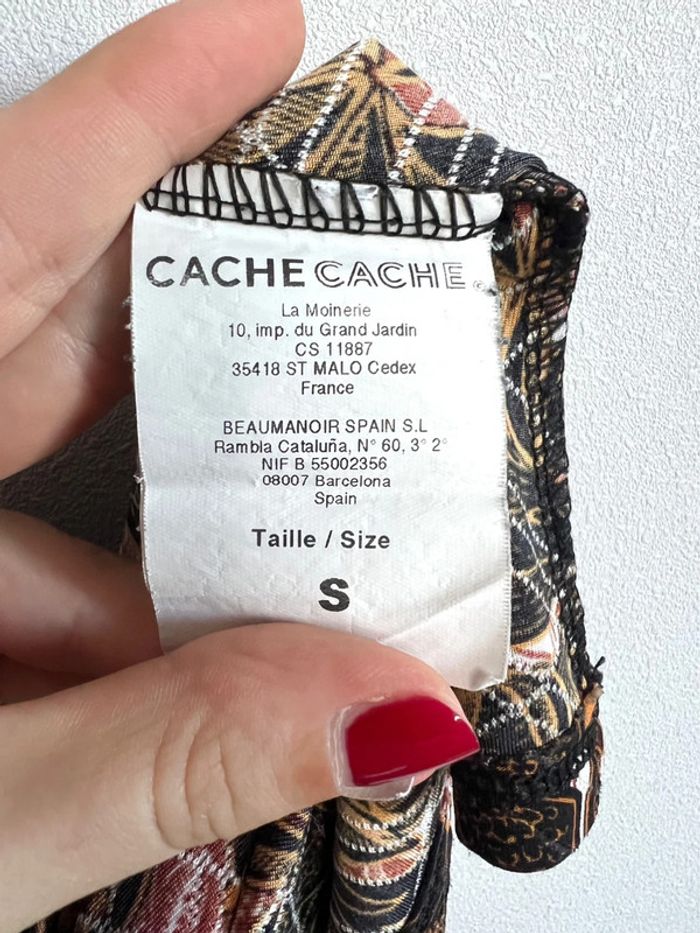 CACHE CACHE
La Moinerie
10, imp. du Grand Jardin
CS 11887
35418 ST MALO Cedex
France
BEAUMANOIR SPAIN S.L
Rambla Cataluña, N° 60, 3° 2°
NIF B 55002356
08007 Barcelona
Spain
Taille / Size
S